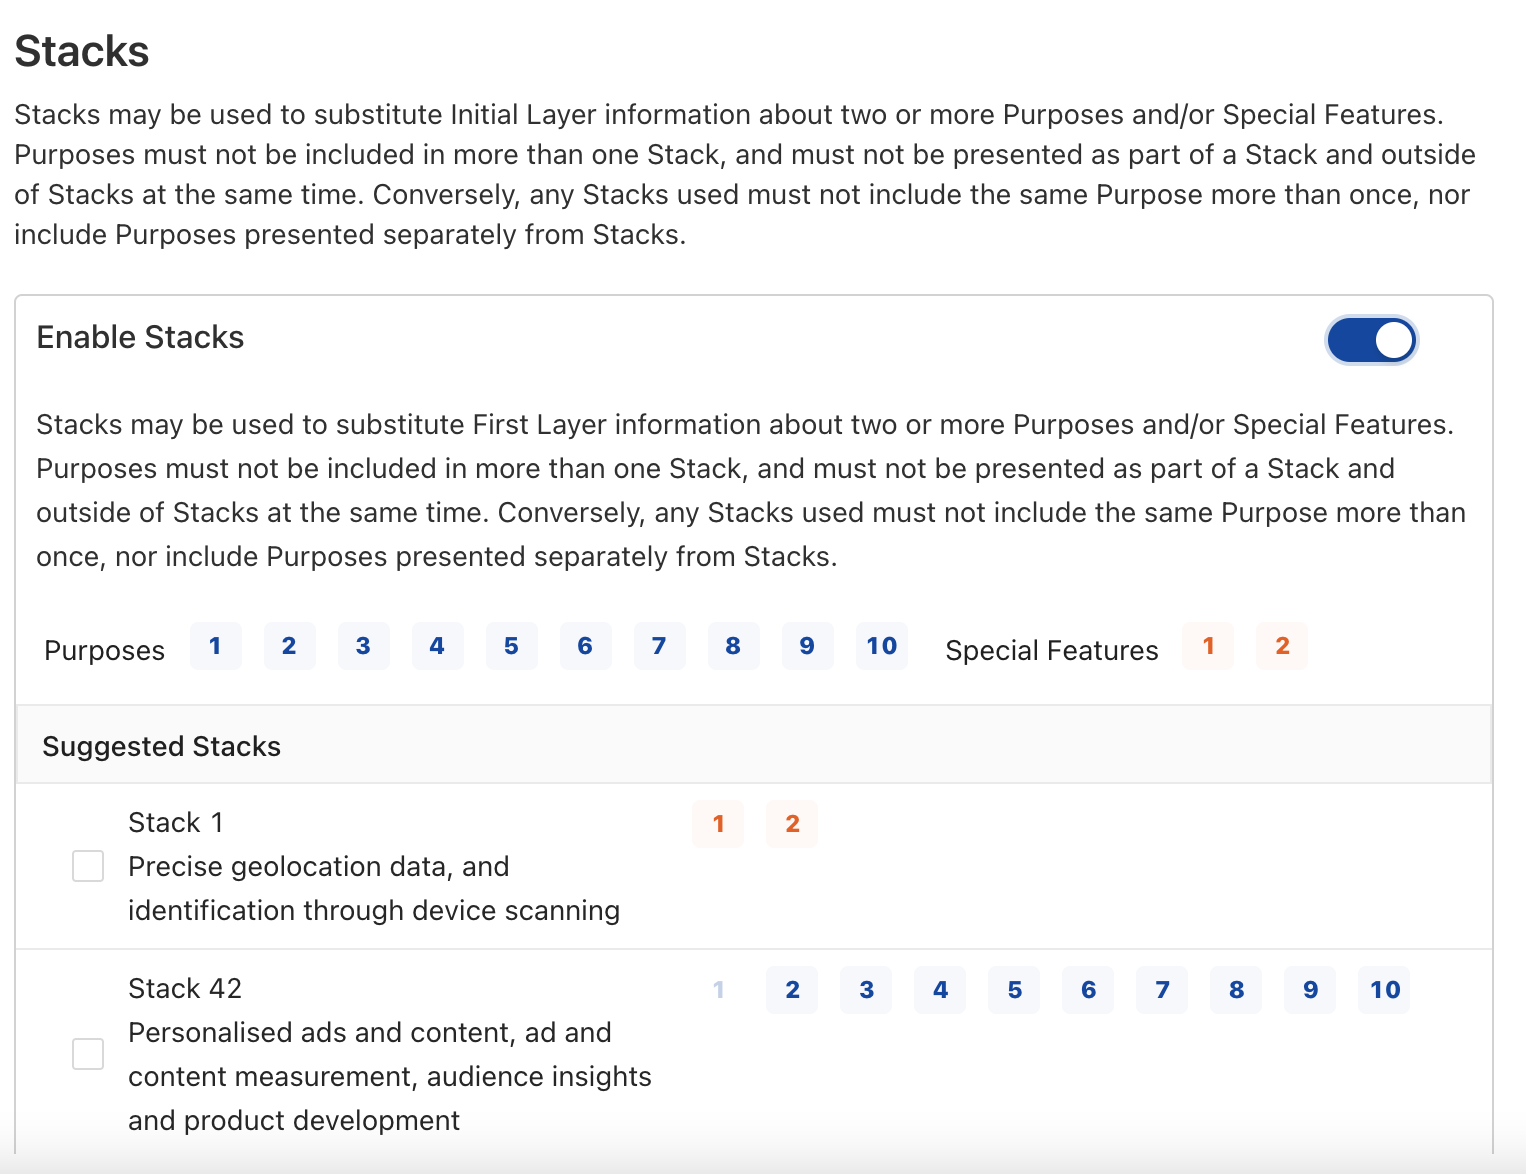 Stacks
Stacks may be used to substitute Initial Layer information about two or more Purposes and/or Special Features.
Purposes must not be included in more than one Stack, and must not be presented as part of a Stack and outside
of Stacks at the same time. Conversely, any Stacks used must not include the same Purpose more than once, nor
include Purposes presented separately from Stacks.
Enable Stacks
Stacks may be used to substitute First Layer information about two or more Purposes and/or Special Features.
Purposes must not be included in more than one Stack, and must not be presented as part of a Stack and
outside of Stacks at the same time. Conversely, any Stacks used must not include the same Purpose more than
once, nor include Purposes presented separately from Stacks.
Purposes 1 2 3 4 5 6 7 8 9 10 Special Features 1 2
Suggested Stacks
Stack 1 1 2
Precise geolocation data, and
identification through device scanning
Stack 42 1 2 3 4 5 6 7 8 9 10
Personalised ads and content, ad and
content measurement, audience insights
and product development